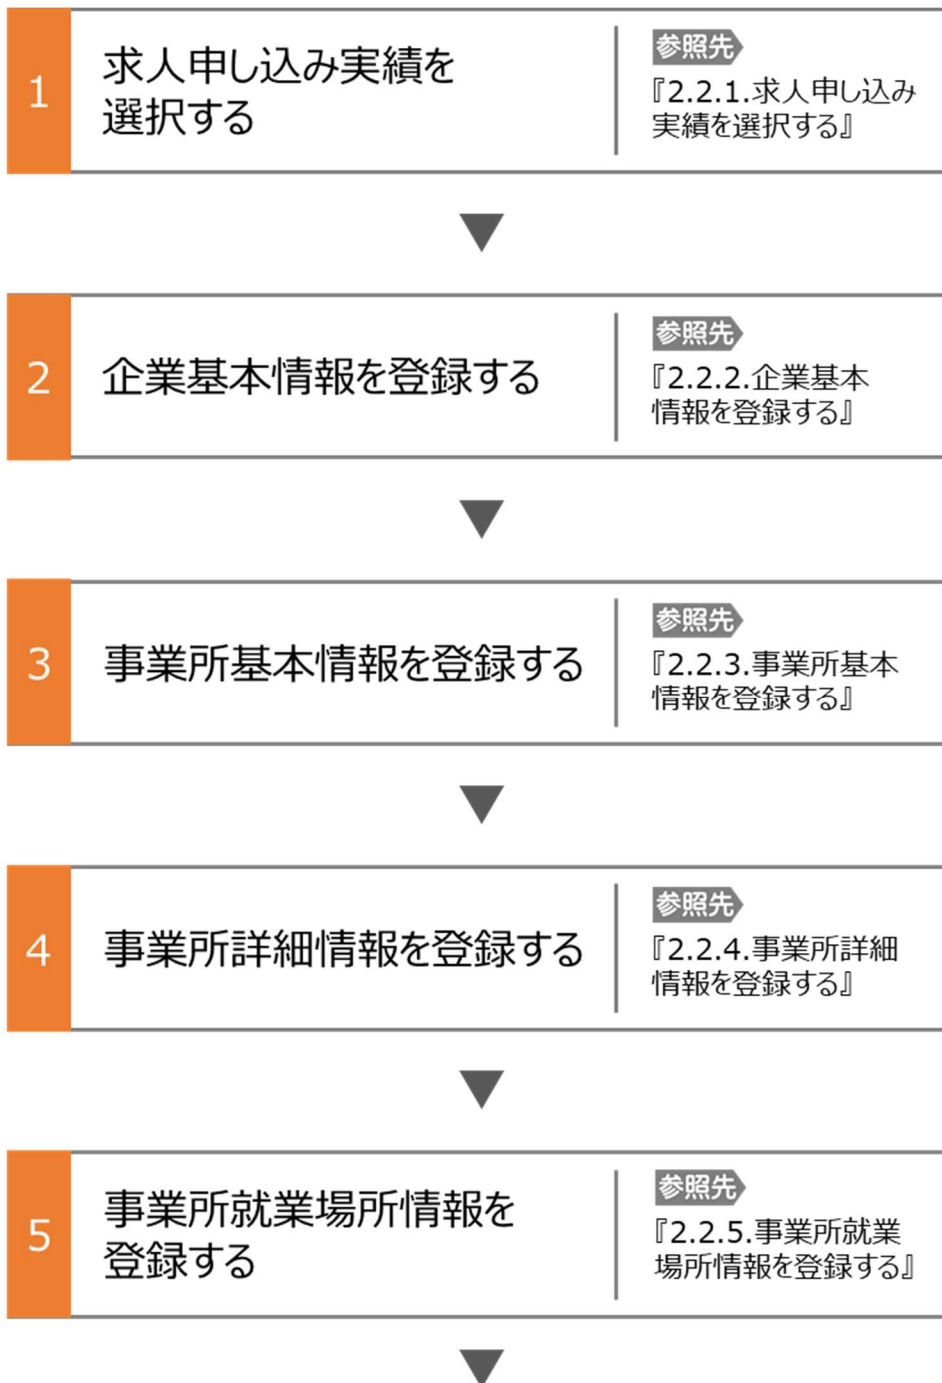 1
求人申し込み実績を
選択する
参照先
『2.2.1.求人申し込み
実績を選択する』
2
企業基本情報を登録する
参照先
『2.2.2.企業基本
情報を登録する』
3
事業所基本情報を登録する
参照先
『2.2.3.事業所基本
情報を登録する』
4
事業所詳細情報を登録する
参照先
『2.2.4.事業所詳細
情報を登録する』
5
事業所就業場所情報を
登録する
参照先
『2.2.5.事業所就業
場所情報を登録する』